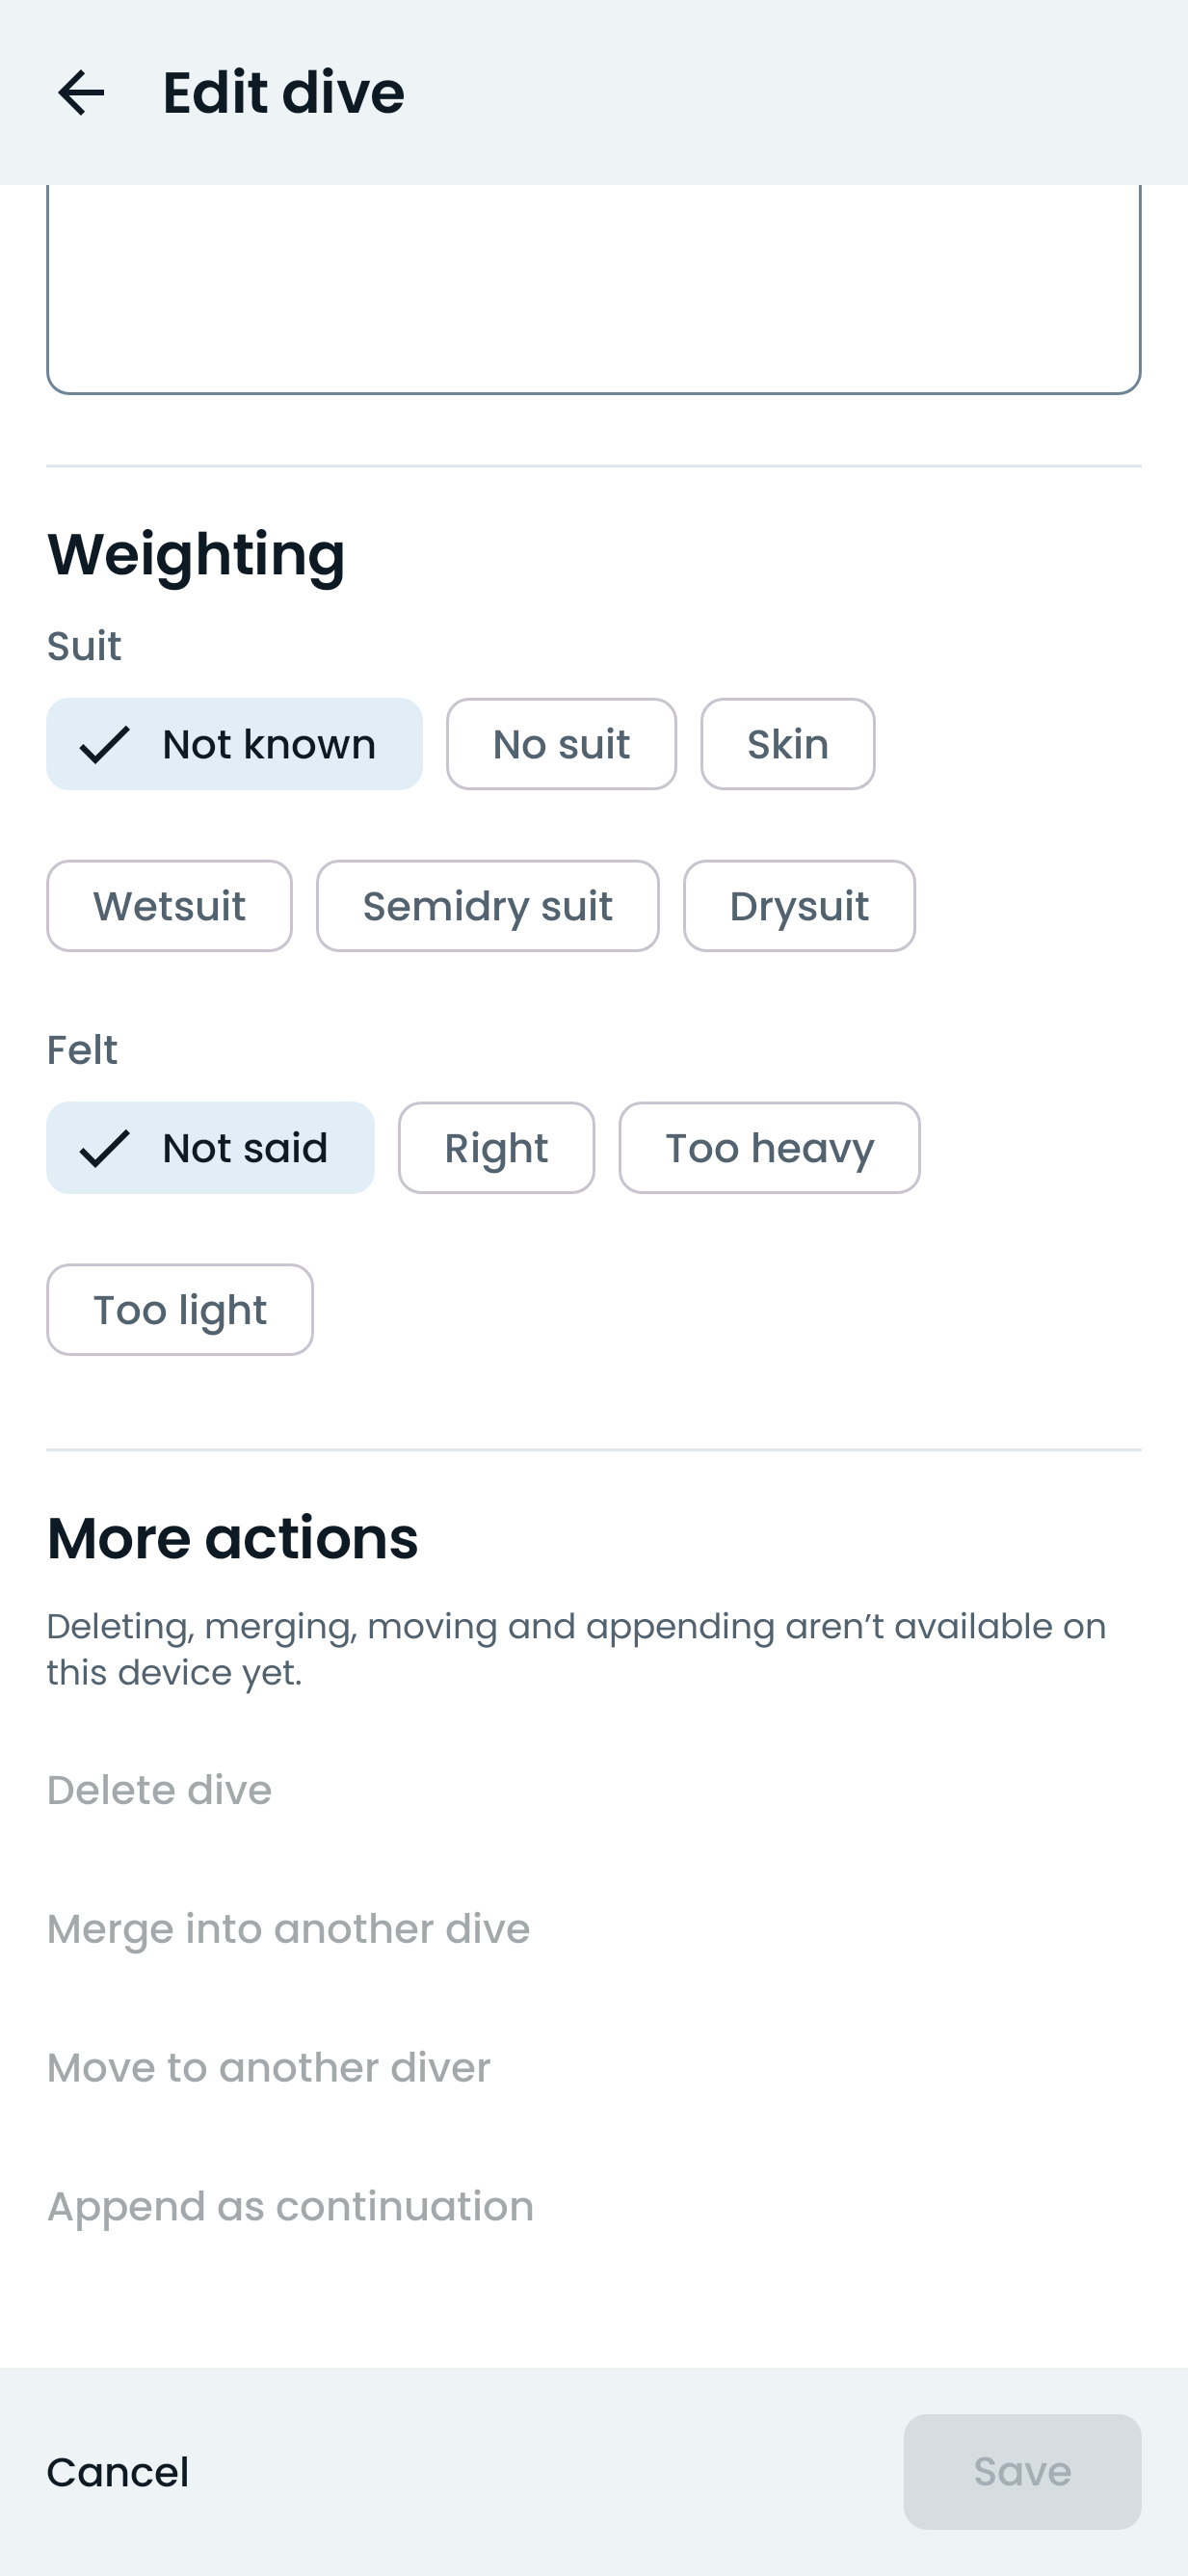 Edit dive
Weighting
Suit
Not known
No suit
Skin
Wetsuit
Semidry suit
Drysuit
Felt
Not said
Right
Too heavy
Too light
More actions
Deleting, merging, moving and appending aren’t available on
this device yet.
Delete dive
Merge into another dive
Move to another diver
Append as continuation
Cancel
Save